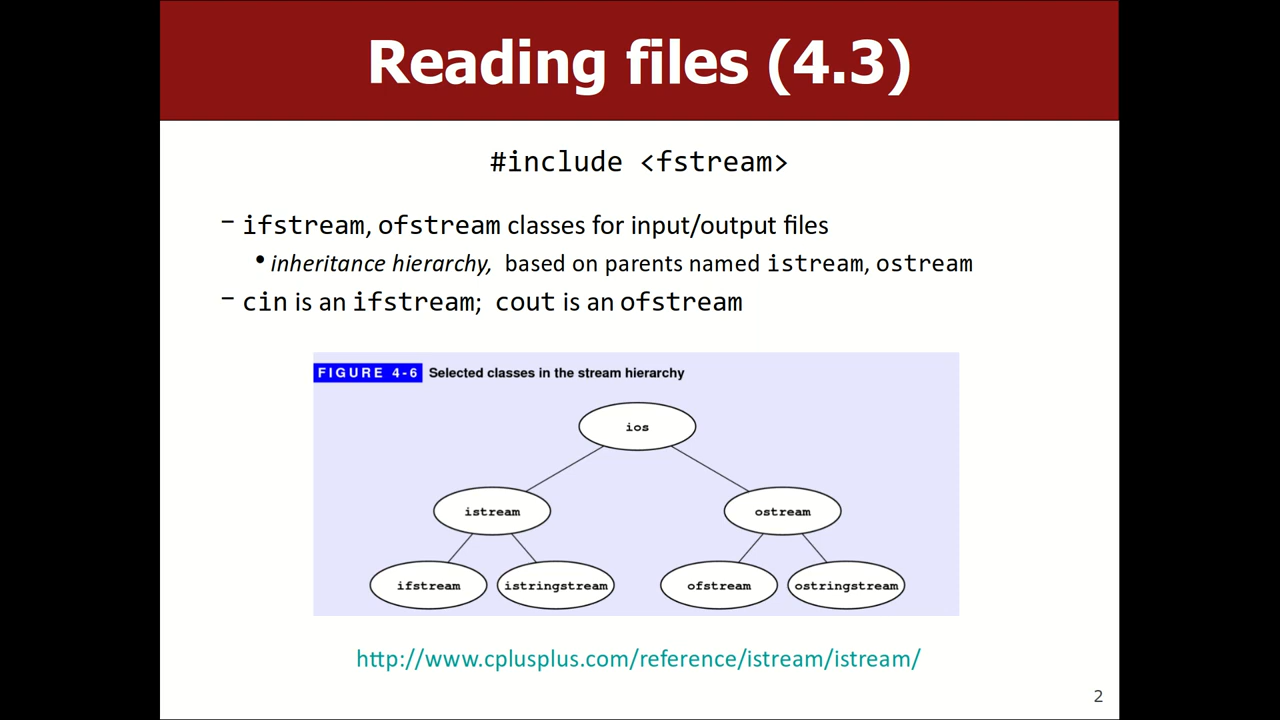 Reading files (4.3)
#include <fstream>
– ifstream, ofstream classes for input/output files
• inheritance hierarchy, based on parents named istream, ostream
– cin is an ifstream; cout is an ofstream
FIGURE 4-6 Selected classes in the stream hierarchy
ios
istream ostream
ifstream istringstream ofstream ostringstream
http://www.cplusplus.com/reference/istream/istream/
2